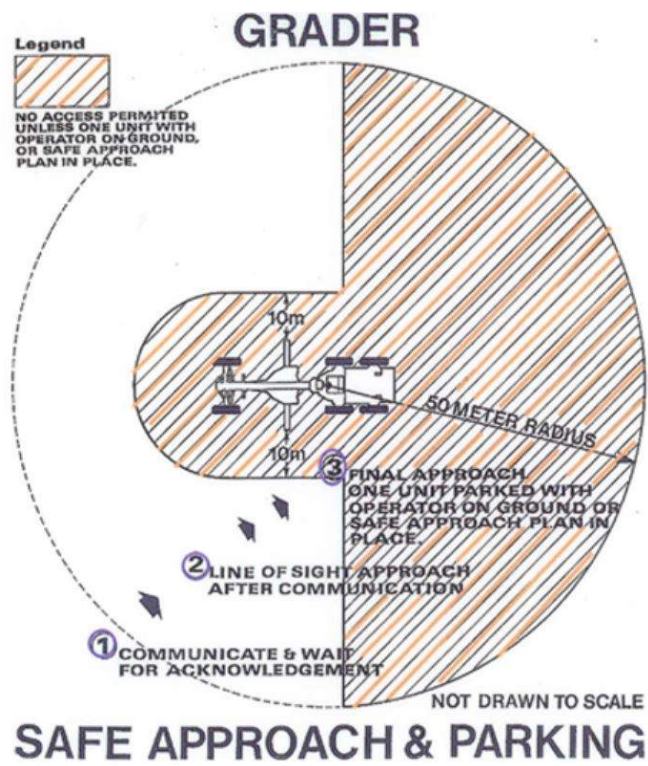 GRADER
Legend
NO ACCESS PERMITTED
UNLESS ONE UNIT WITH
OPERATOR ON GROUND,
OR SAFE APPROACH
PLAN IN PLACE.
10m
50 METER RADIUS
10m
3 FINAL APPROACH
ONE UNIT PARKED WITH
OPERATOR ON GROUND OR
SAFE APPROACH PLAN IN
PLACE.
2 LINE OF SIGHT APPROACH
AFTER COMMUNICATION
1 COMMUNICATE & WAIT
FOR ACKNOWLEDGEMENT
NOT DRAWN TO SCALE
SAFE APPROACH & PARKING